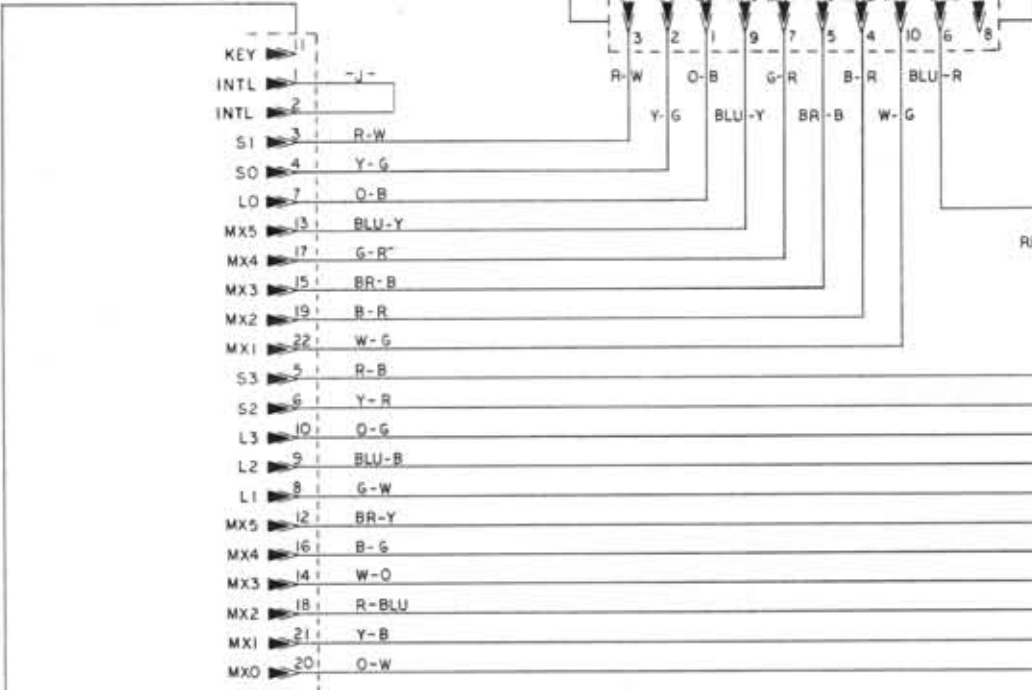 3 2 1 9 7 5 4 10 6 8
R-W O-B G-R B-R BLU-R
Y-G BLU-Y BR-B W-G
KEY 11
INTL 1 -J-
INTL 2
S1 3 R-W
S0 4 Y-G
L0 7 O-B
MX5 13 BLU-Y
MX4 17 G-R
MX3 15 BR-B
MX2 19 B-R
MX1 22 W-G
S3 5 R-B
S2 6 Y-R
L3 10 O-G
L2 9 BLU-B
L1 8 G-W
MX5 12 BR-Y
MX4 16 B-G
MX3 14 W-O
MX2 18 R-BLU
MX1 21 Y-B
MX0 20 O-W